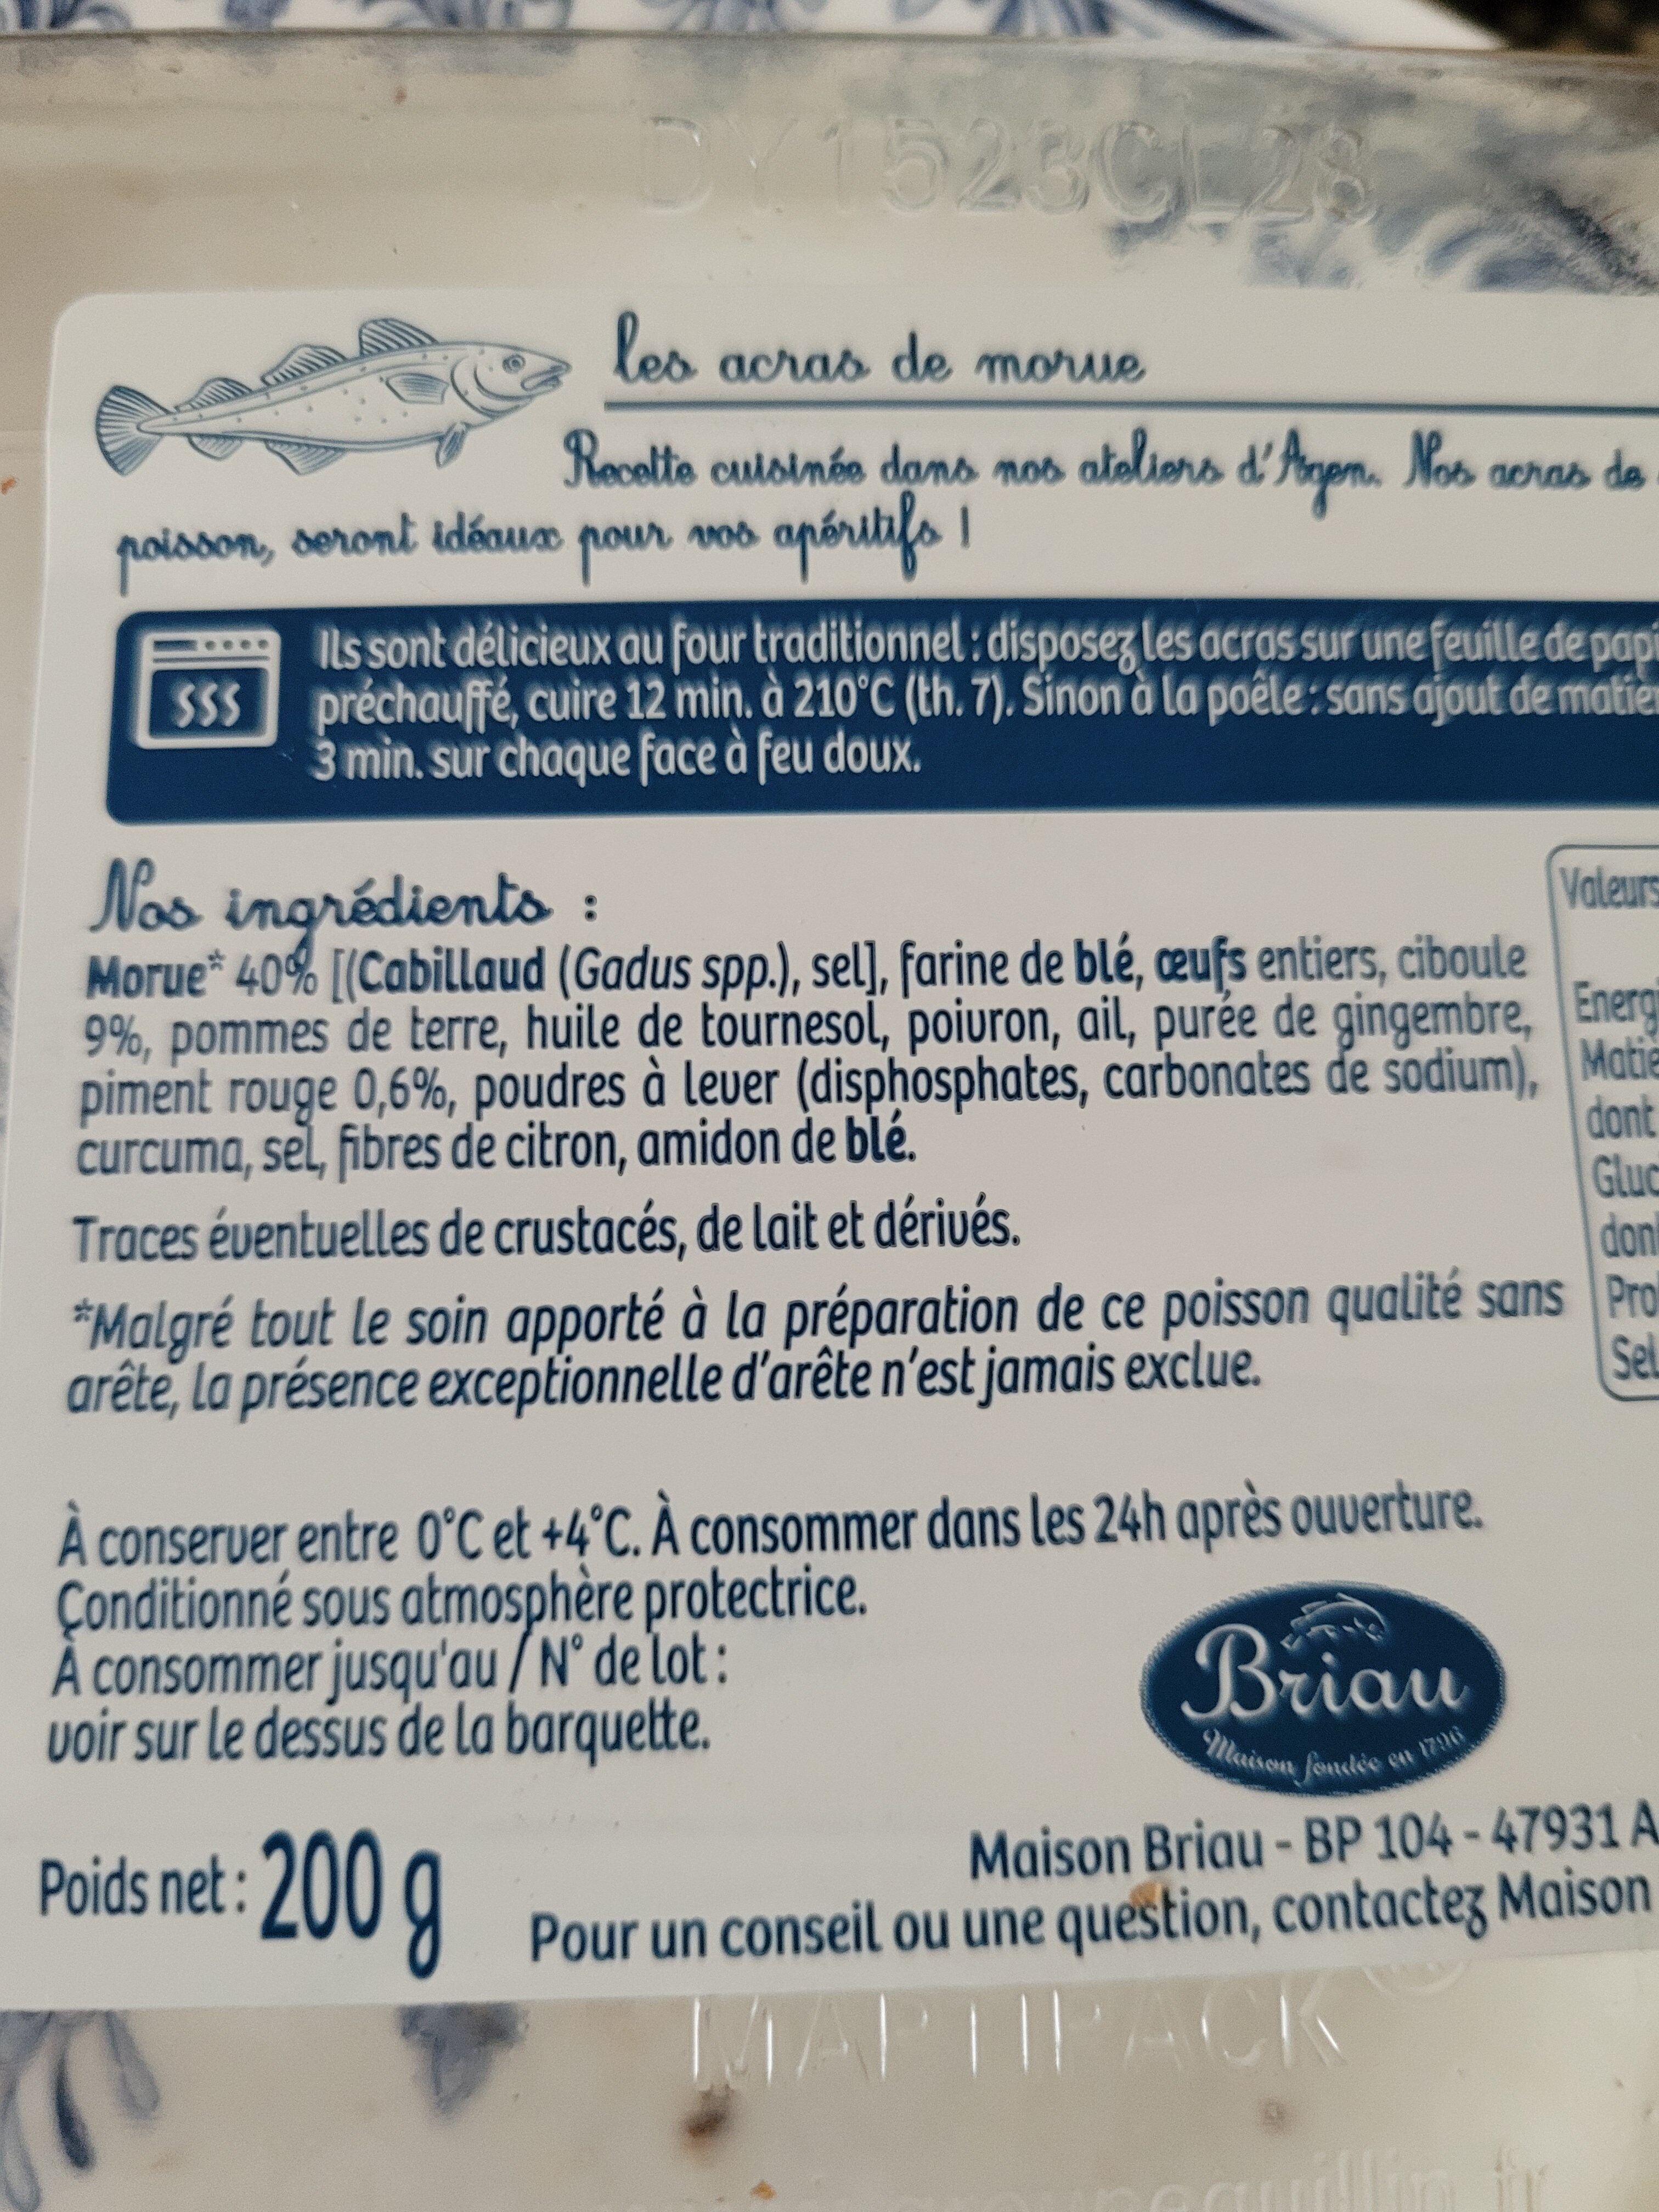 DY1523CL28
les acras de morue
Recette cuisinée dans nos ateliers d'Agen. Nos acras de
poisson, seront idéaux pour vos apéritifs !
Ils sont délicieux au four traditionnel : disposez les acras sur une feuille de papi
préchauffé, cuire 12 min. à 210°C (th. 7). Sinon à la poêle : sans ajout de matiè
3 min. sur chaque face à feu doux.
Nos ingrédients :
Morue* 40% [(Cabillaud (Gadus spp.), sel], farine de blé, œufs entiers, ciboule
9%, pommes de terre, huile de tournesol, poivron, ail, purée de gingembre,
piment rouge 0,6%, poudres à lever (disphosphates, carbonates de sodium),
curcuma, sel, fibres de citron, amidon de blé.
Traces éventuelles de crustacés, de lait et dérivés.
*Malgré tout le soin apporté à la préparation de ce poisson qualité sans
arête, la présence exceptionnelle d'arête n'est jamais exclue.
Valeurs
Energi
Matiè
dont
Gluc
dont
Prot
Sel
À conserver entre 0°C et +4°C. À consommer dans les 24h après ouverture.
Conditionné sous atmosphère protectrice.
À consommer jusqu'au / N° de lot :
voir sur le dessus de la barquette.
Briau
Maison fondée en 1796
Poids net : 200 g
Maison Briau - BP 104 - 47931 A
Pour un conseil ou une question, contactez Maison